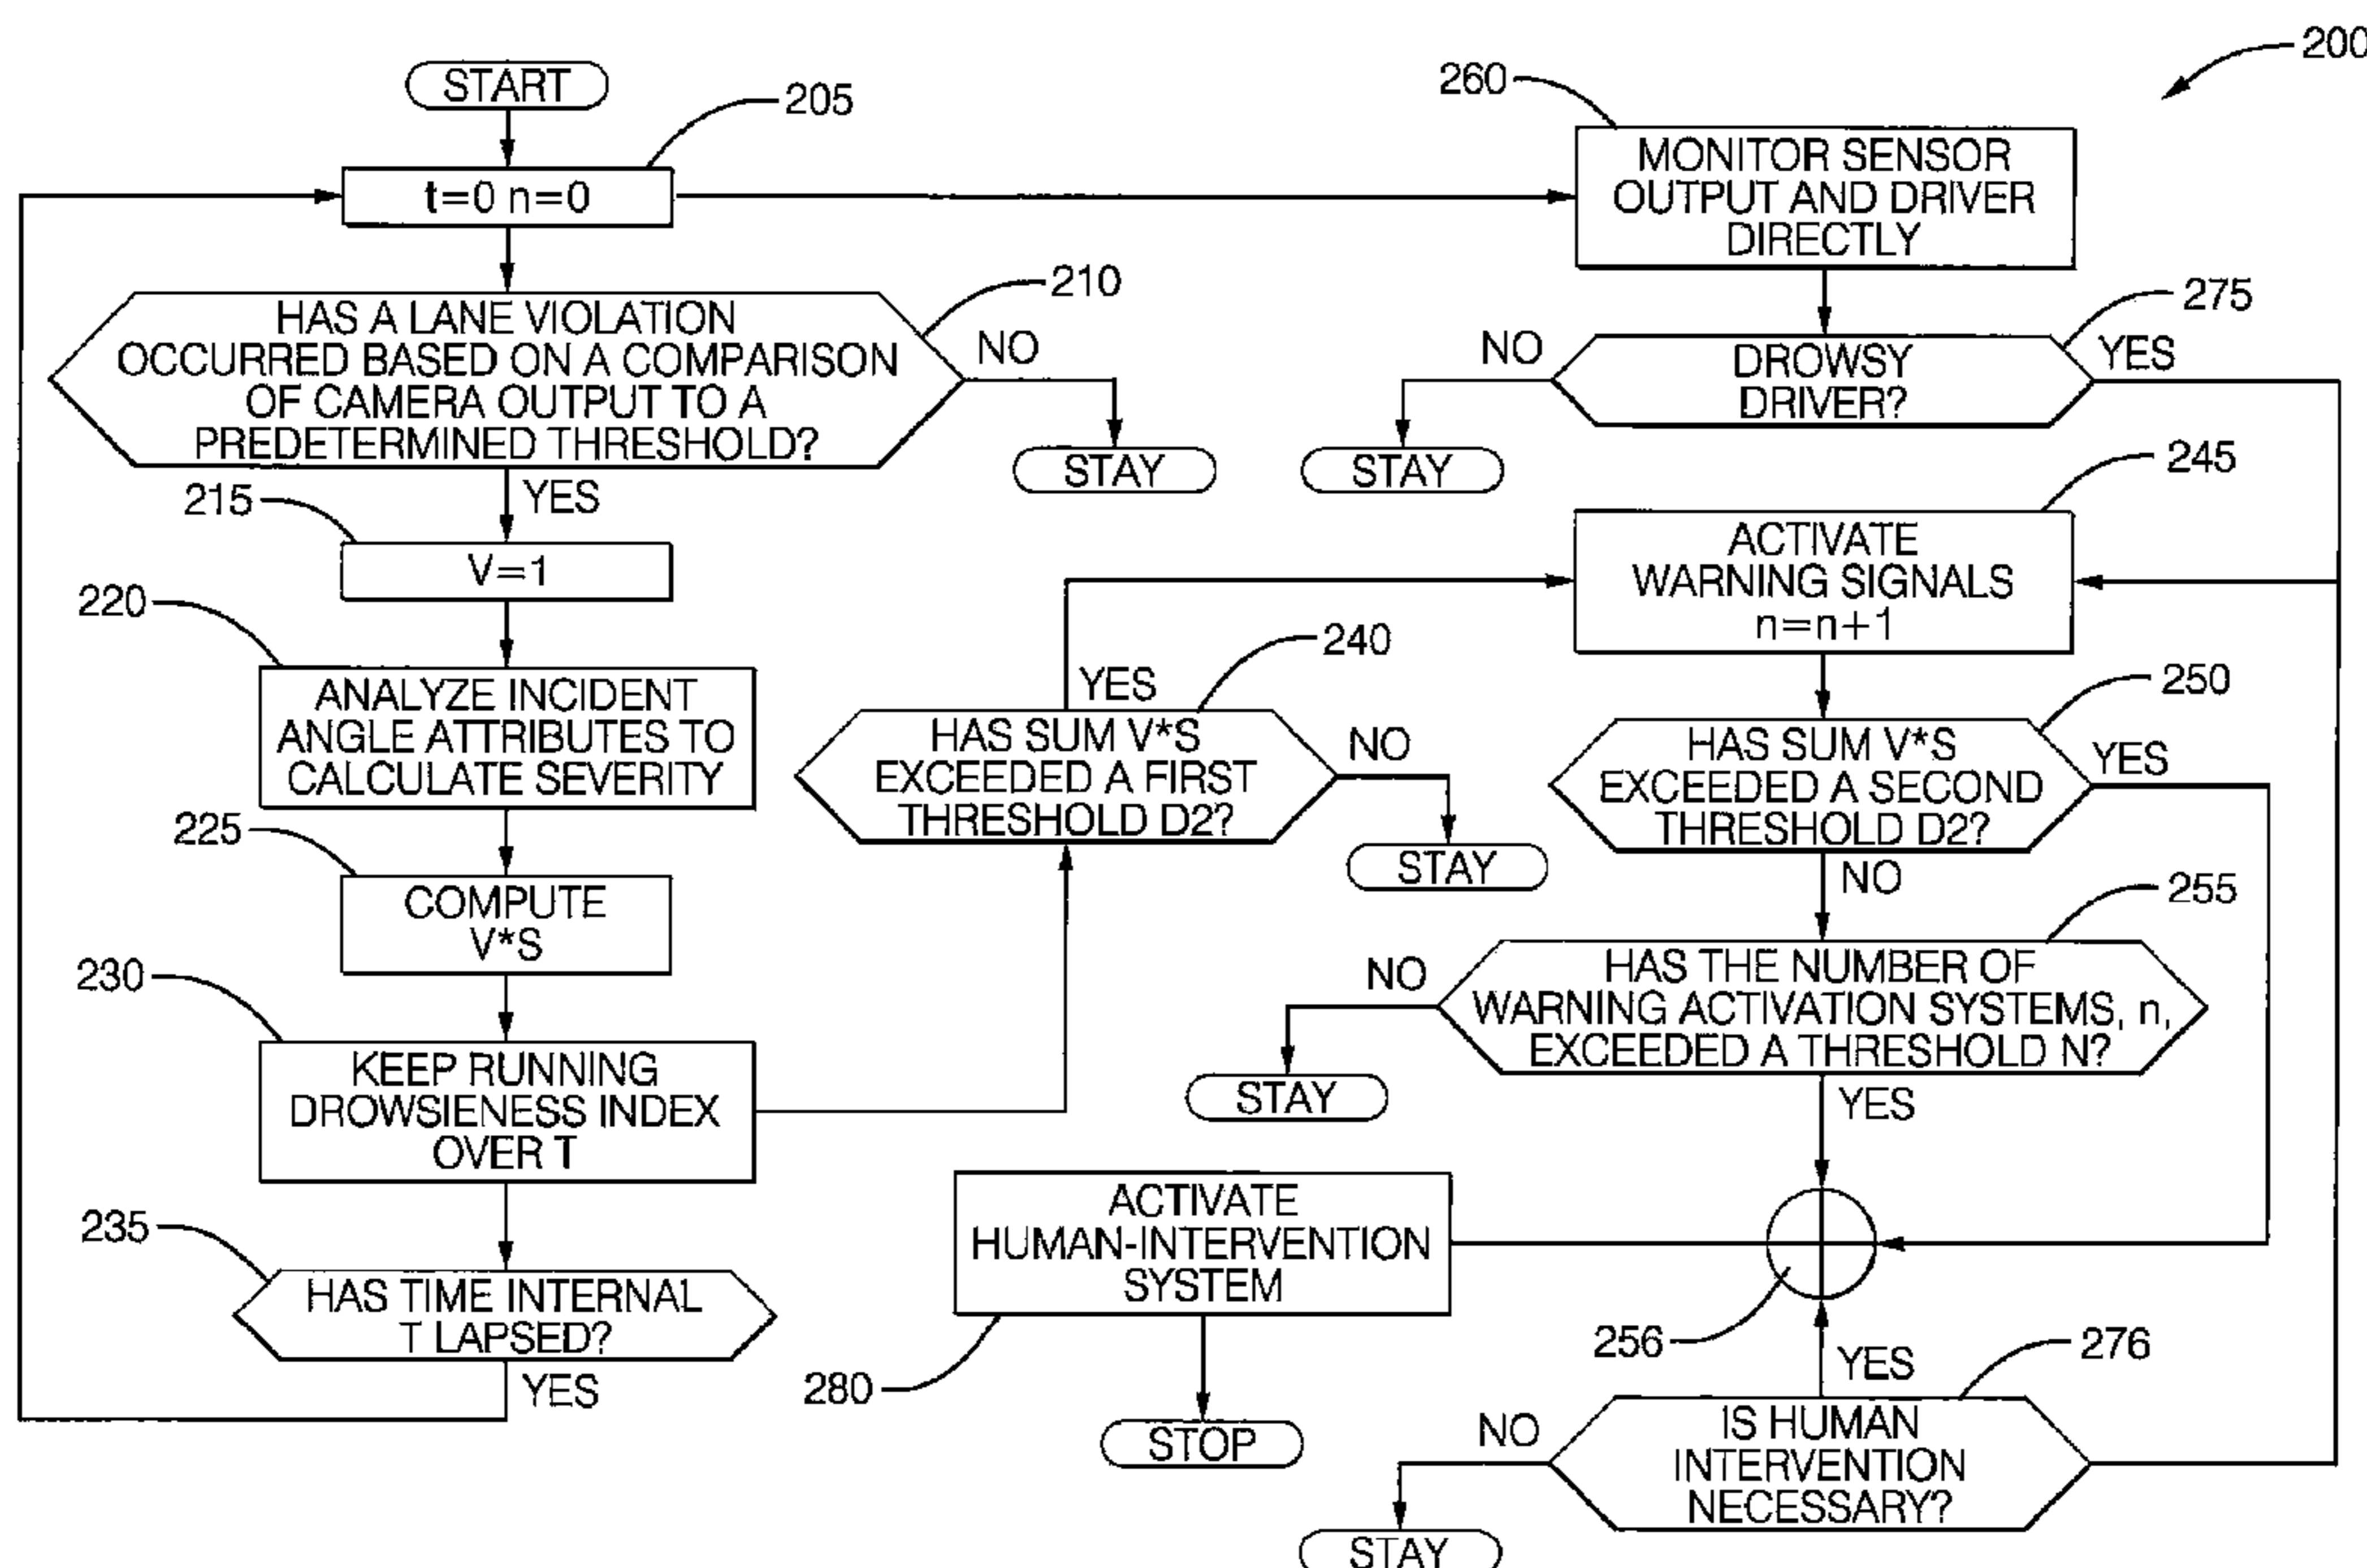 200
START
205
t=0 n=0
260
MONITOR SENSOR
OUTPUT AND DRIVER
DIRECTLY
210
HAS A LANE VIOLATION
OCCURRED BASED ON A COMPARISON
OF CAMERA OUTPUT TO A
PREDETERMINED THRESHOLD?
NO
STAY
YES
275
DROWSY
DRIVER?
NO
YES
STAY
215
V=1
220
ANALYZE INCIDENT
ANGLE ATTRIBUTES TO
CALCULATE SEVERITY
225
COMPUTE
V*S
230
KEEP RUNNING
DROWSIENESS INDEX
OVER T
235
HAS TIME INTERNAL
T LAPSED?
YES
240
YES
HAS SUM V*S
EXCEEDED A FIRST
THRESHOLD D2?
NO
STAY
245
ACTIVATE
WARNING SIGNALS
n=n+1
250
HAS SUM V*S
EXCEEDED A SECOND
THRESHOLD D2?
YES
NO
255
HAS THE NUMBER OF
WARNING ACTIVATION SYSTEMS, n,
EXCEEDED A THRESHOLD N?
NO
STAY
YES
256
ACTIVATE
HUMAN-INTERVENTION
SYSTEM
280
STOP
YES
276
IS HUMAN
INTERVENTION
NECESSARY?
NO
STAY